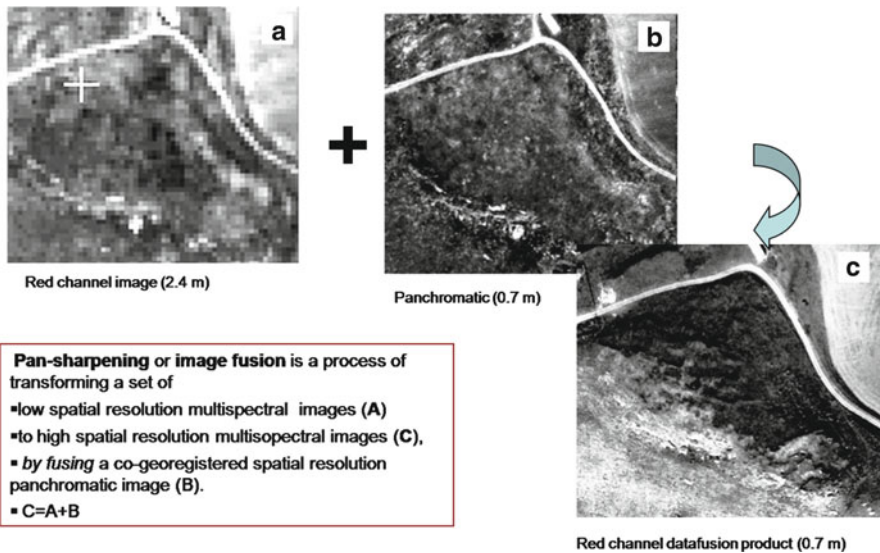 a
b
Red channel image (2.4 m)
Panchromatic (0.7 m)
c
Pan-sharpening or image fusion is a process of
transforming a set of
▪low spatial resolution multispectral images (A)
▪to high spatial resolution multisopectral images (C),
▪ by fusing a co-georegistered spatial resolution
panchromatic image (B).
▪ C=A+B
Red channel datafusion product (0.7 m)